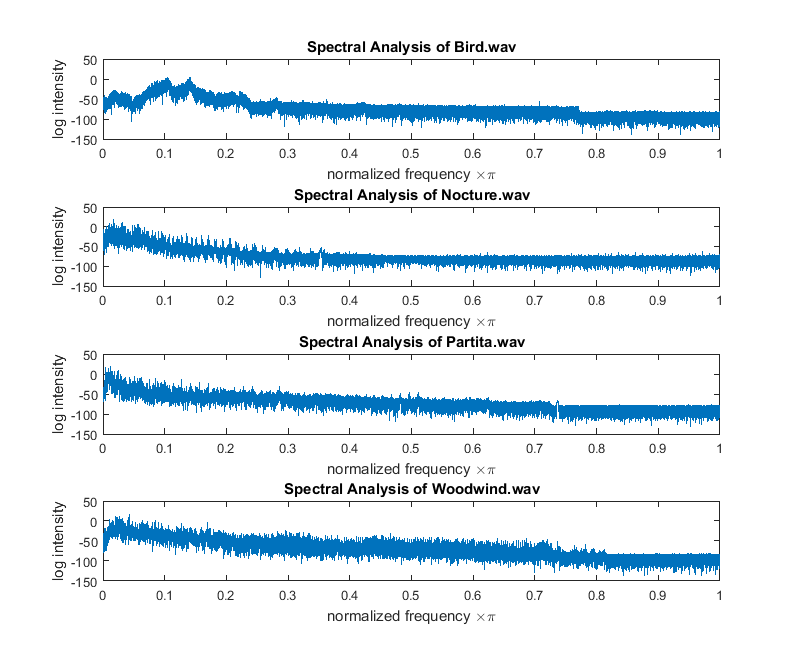 Spectral Analysis of Bird.wav
50
0
-50
-100
-150
log intensity
0 0.1 0.2 0.3 0.4 0.5 0.6 0.7 0.8 0.9 1
normalized frequency ×π
Spectral Analysis of Nocture.wav
50
0
-50
-100
-150
log intensity
0 0.1 0.2 0.3 0.4 0.5 0.6 0.7 0.8 0.9 1
normalized frequency ×π
Spectral Analysis of Partita.wav
50
0
-50
-100
-150
log intensity
0 0.1 0.2 0.3 0.4 0.5 0.6 0.7 0.8 0.9 1
normalized frequency ×π
Spectral Analysis of Woodwind.wav
50
0
-50
-100
-150
log intensity
0 0.1 0.2 0.3 0.4 0.5 0.6 0.7 0.8 0.9 1
normalized frequency ×π